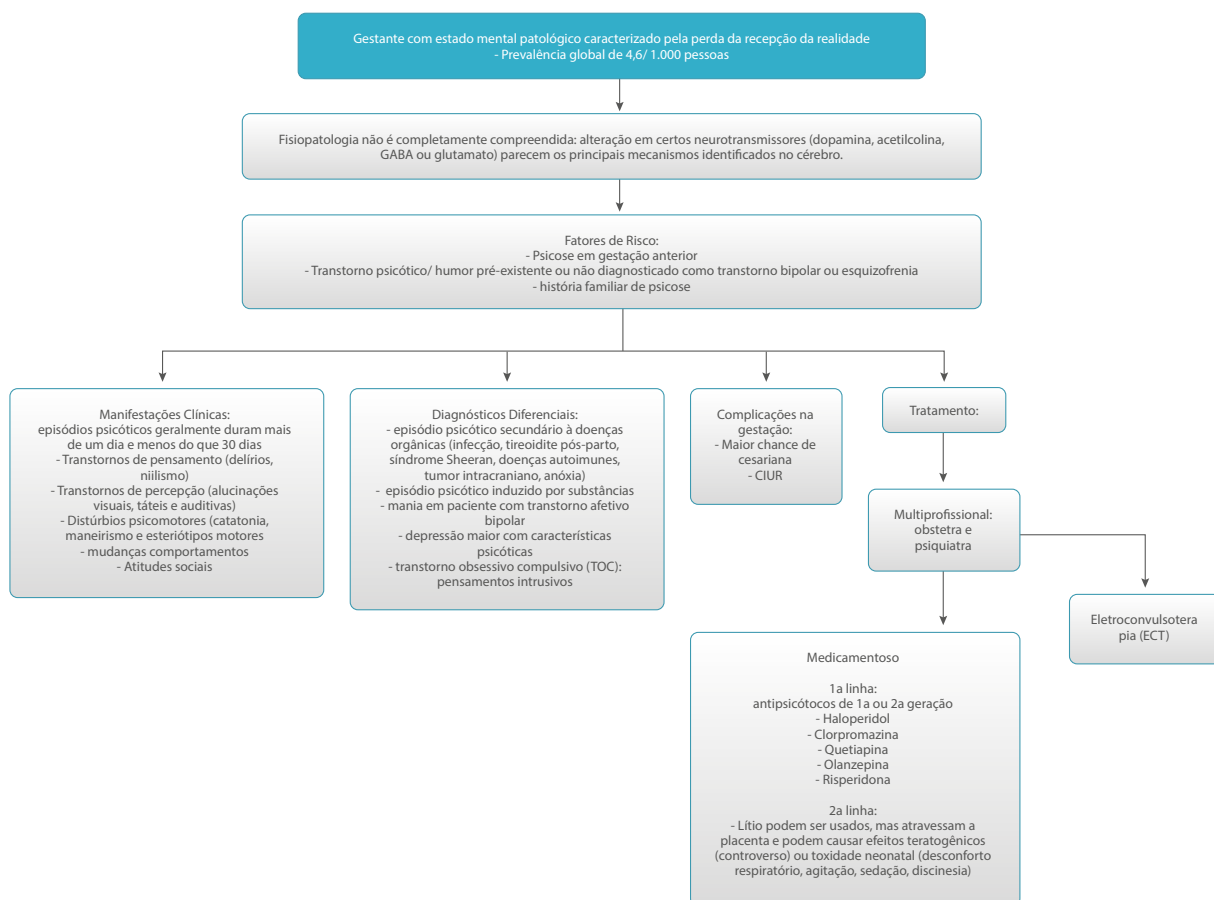 Gestante com estado mental patológico caracterizado pela perda da recepção da realidade
- Prevalência global de 4,6/ 1.000 pessoas
Fisiopatologia não é completamente compreendida: alteração em certos neurotransmissores (dopamina, acetilcolina,
GABA ou glutamato) parecem os principais mecanismos identificados no cérebro.
Fatores de Risco:
- Psicose em gestação anterior
- Transtorno psicótico/ humor pré-existente ou não diagnosticado como transtorno bipolar ou esquizofrenia
- história familiar de psicose
Manifestações Clínicas:
episódios psicóticos geralmente duram mais
de um dia e menos do que 30 dias
- Transtornos de pensamento (delírios,
niilismo)
- Transtornos de percepção (alucinações
visuais, táteis e auditivas)
- Distúrbios psicomotores (catatonia,
maneirismo e esteriótipos motores
- mudanças comportamentos
- Atitudes sociais
Diagnósticos Diferenciais:
- episódio psicótico secundário à doenças
orgânicas (infecção, tireoidite pós-parto,
síndrome Sheeran, doenças autoimunes,
tumor intracraniano, anóxia)
- episódio psicótico induzido por substâncias
- mania em paciente com transtorno afetivo
bipolar
- depressão maior com características
psicóticas
- transtorno obsessivo compulsivo (TOC):
pensamentos intrusivos
Complicações na
gestação:
- Maior chance de
cesariana
- CIUR
Tratamento:
Multiprofissional:
obstetra e
psiquiatra
Eletroconvulsotera
pia (ECT)
Medicamentoso
1a linha:
antipsicótocos de 1a ou 2a geração
- Haloperidol
- Clorpromazina
- Quetiapina
- Olanzepina
- Risperidona
2a linha:
- Lítio podem ser usados, mas atravessam a
placenta e podem causar efeitos teratogênicos
(controverso) ou toxidade neonatal (desconforto
respiratório, agitação, sedação, discinesia)